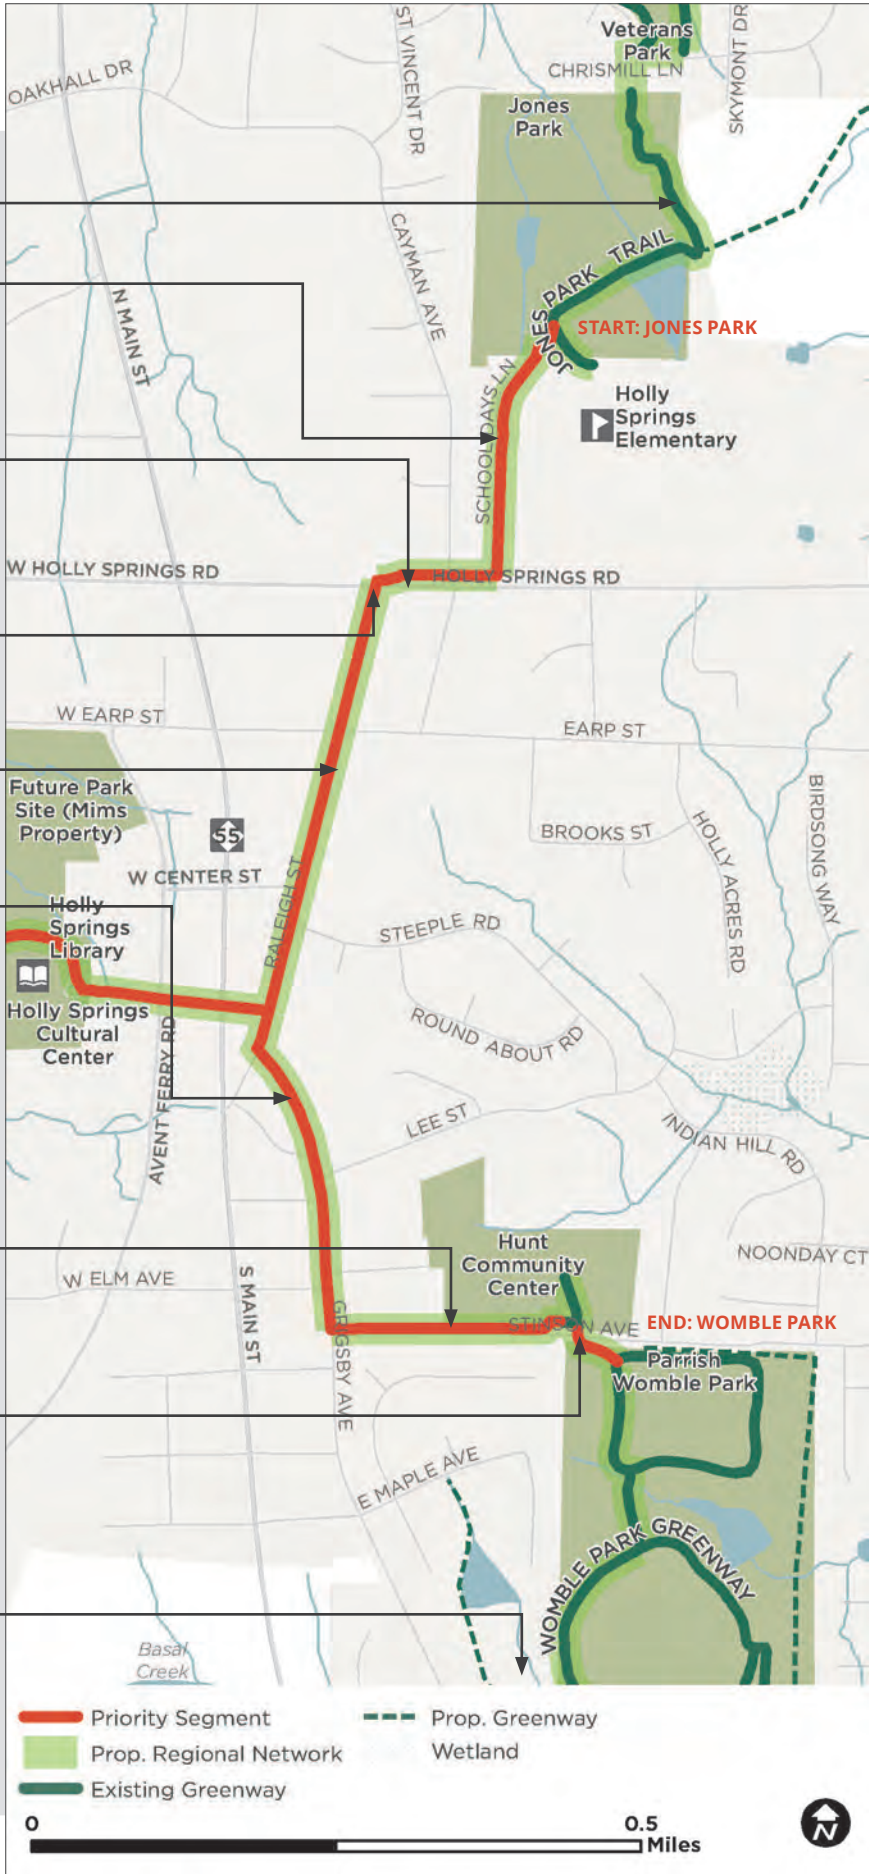 Veterans
Park
CHRISMILL LN
SKYMONT DR
ST VINCENT DR
OAKHALL DR
Jones
Park
CAYMAN AVE
N MAIN ST
JONES PARK TRAIL
START: JONES PARK
SCHOOL DAYS LN
Holly
Springs
Elementary
W HOLLY SPRINGS RD
HOLLY SPRINGS RD
W EARP ST
EARP ST
Future Park
Site (Mims
Property)
55
BROOKS ST
HOLLY ACRES RD
BIRDSONG WAY
W CENTER ST
RALEIGH ST
Holly
Springs
Library
STEEPLE RD
Holly Springs
Cultural
Center
ROUND ABOUT RD
AVENT FERRY RD
LEE ST
INDIAN HILL RD
Hunt
Community
Center
NOONDAY CT
W ELM AVE
S MAIN ST
GRIGSBY AVE
STINSON AVE
END: WOMBLE PARK
Parrish
Womble Park
E MAPLE AVE
WOMBLE PARK GREENWAY
Basal
Creek
Priority Segment
Prop. Greenway
Prop. Regional Network
Wetland
Existing Greenway
0
0.5
Miles
N